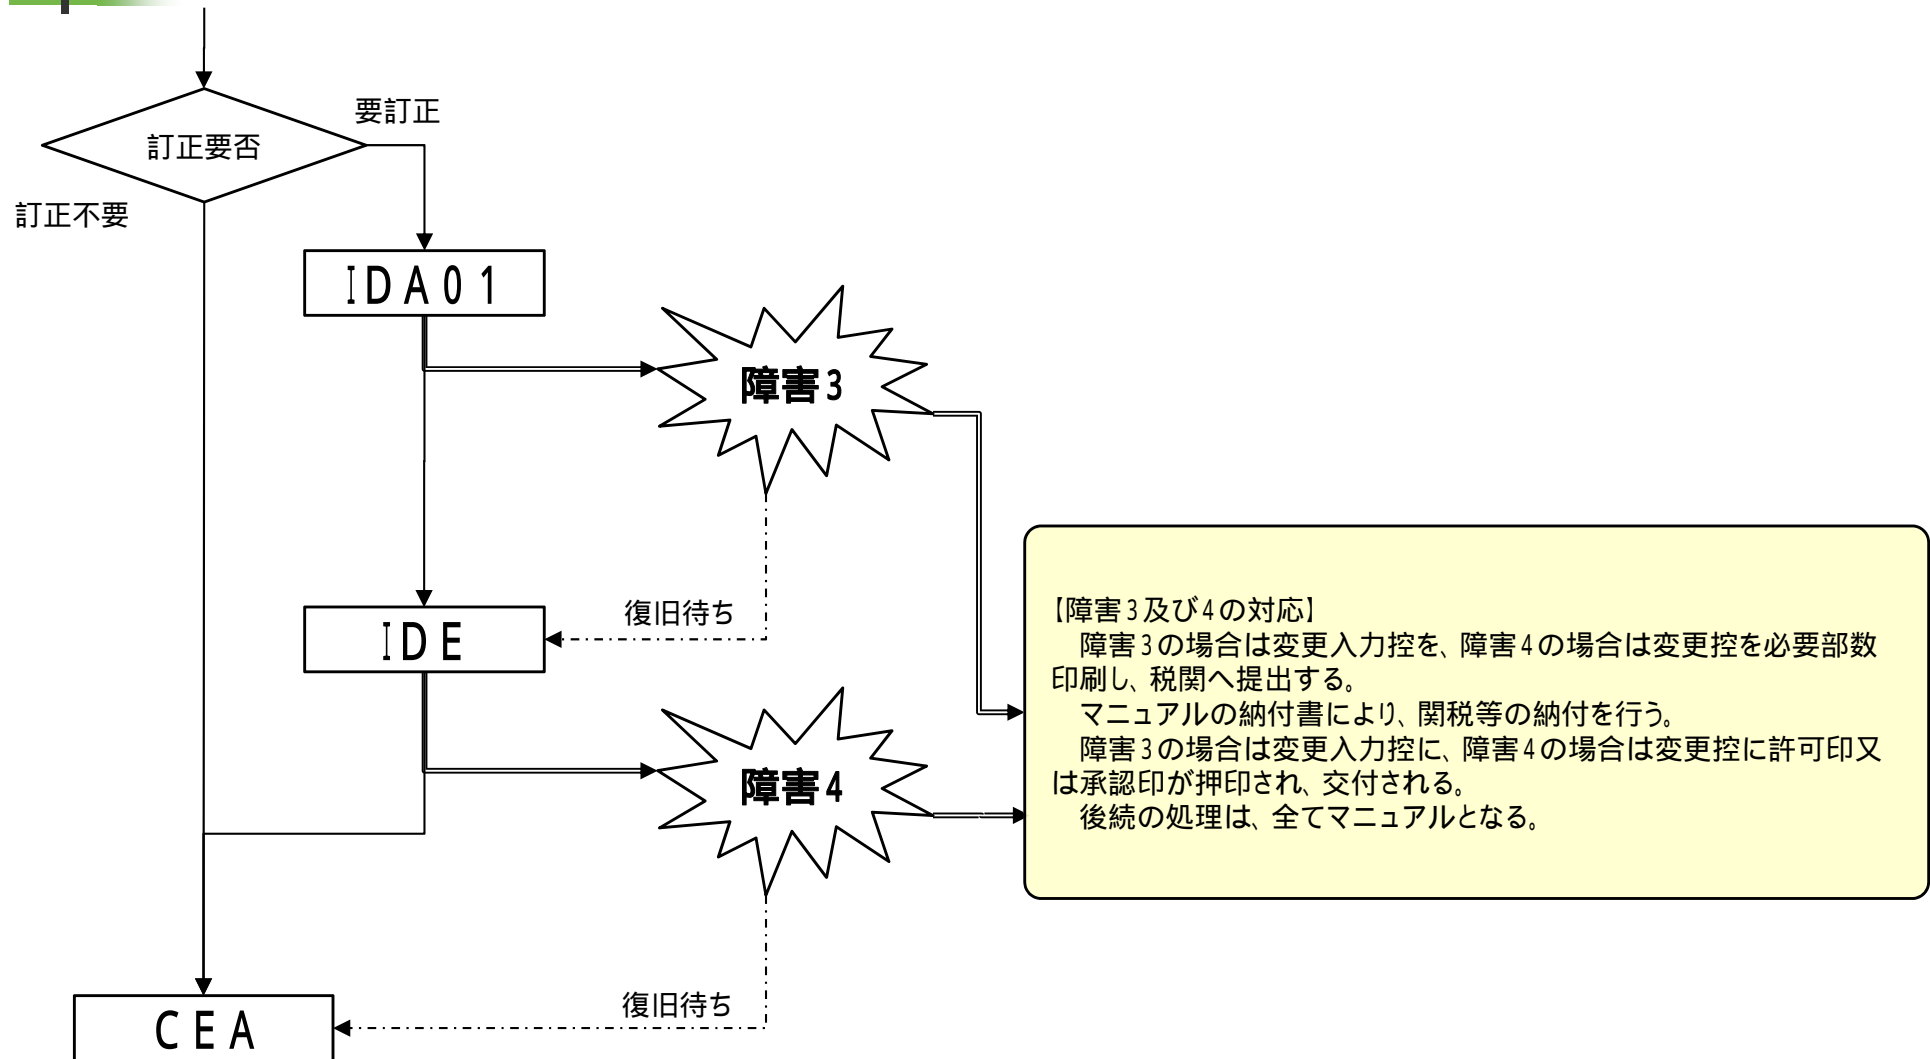 要訂正
訂正要否
訂正不要
IDA01
障害3
復旧待ち
IDE
【障害3及び4の対応】
　障害3の場合は変更入力控を、障害4の場合は変更控を必要部数
印刷し、税関へ提出する。
　マニュアルの納付書により、関税等の納付を行う。
　障害3の場合は変更入力控に、障害4の場合は変更控に許可印又
は承認印が押印され、交付される。
　後続の処理は、全てマニュアルとなる。
障害4
復旧待ち
CEA